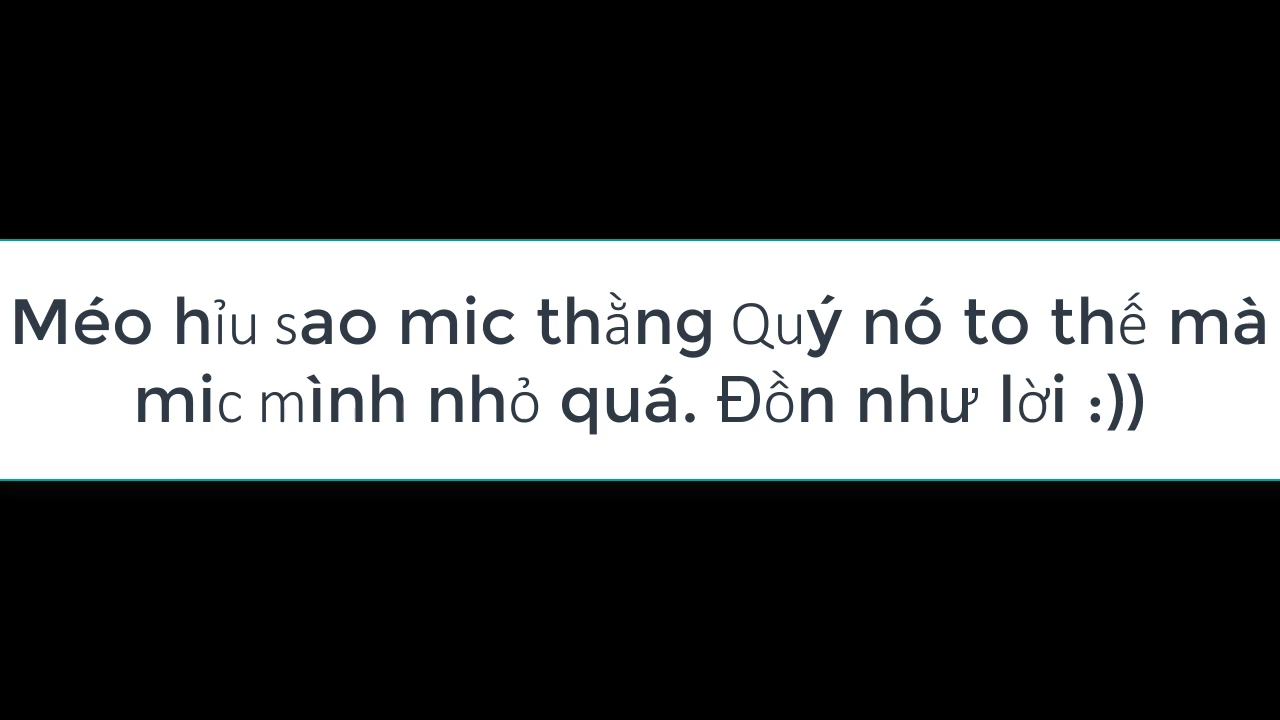 Méo hỉu sao mic thằng Quý nó to thế mà
mic mình nhỏ quá. Đồn như lời :))